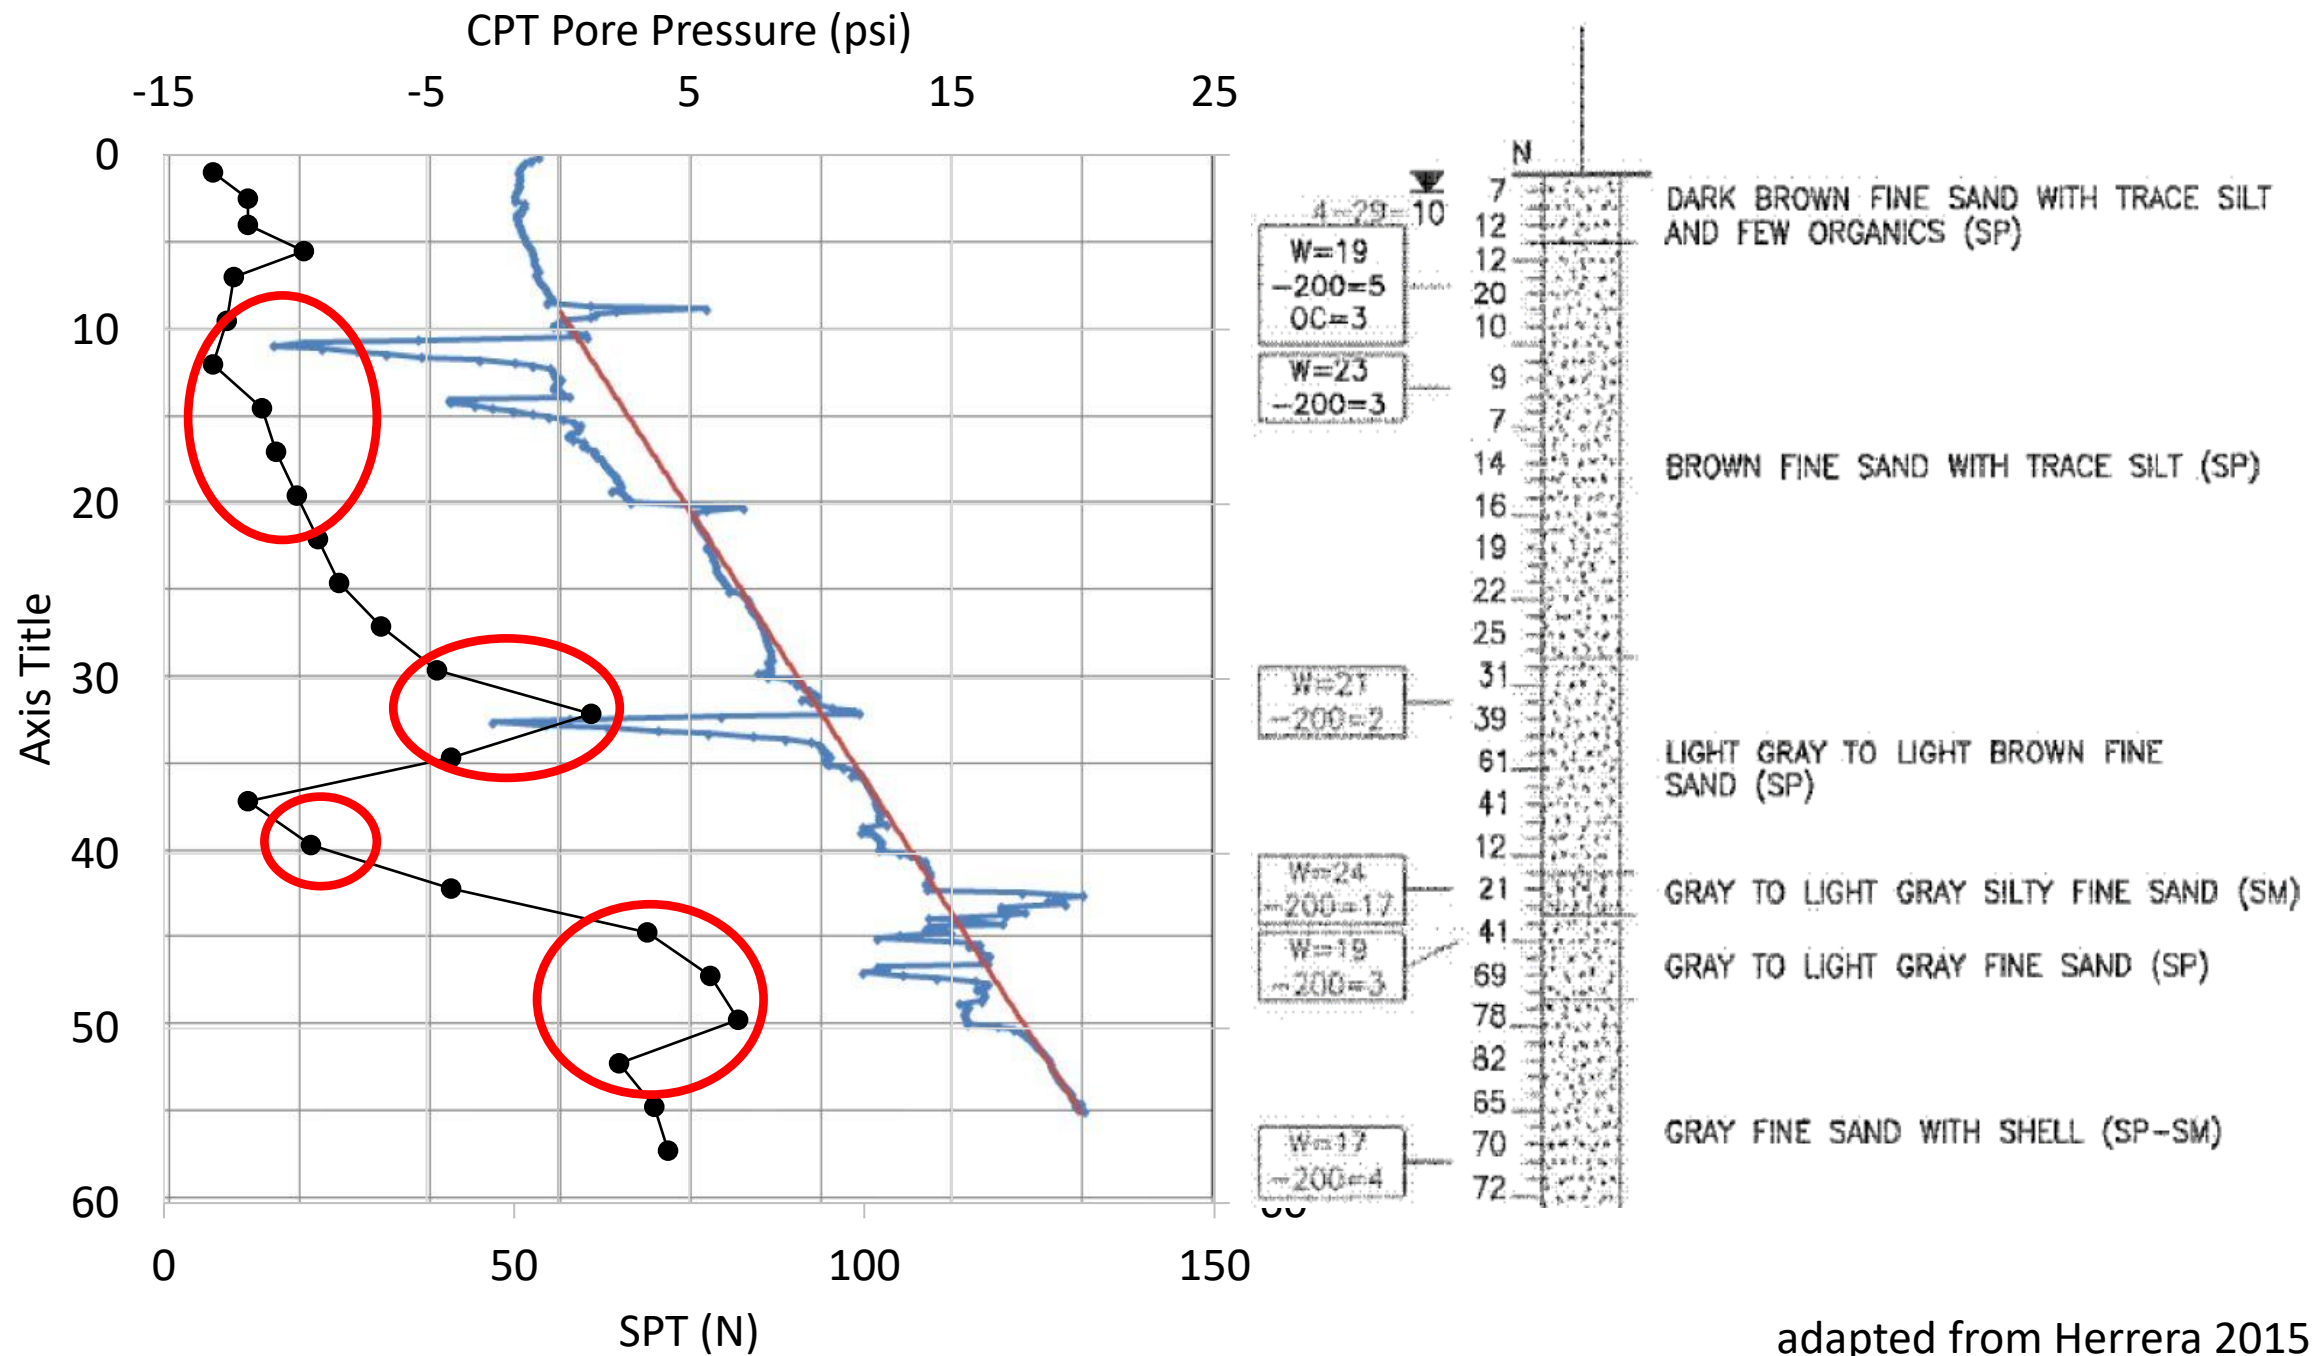 CPT Pore Pressure (psi)
-15 -5 5 15 25
0
10
20
30
40
50
60
Axis Title
0 50 100 150
SPT (N)
N
7
4-29-10
12
12
20
10
9
7
14
16
19
22
25
31
39
61
41
12
21
41
69
78
82
65
70
72
W=19
-200=5
OC=3
W=23
-200=3
W=21
-200=2
W=24
-200=17
W=19
-200=3
W=17
-200=4
DARK BROWN FINE SAND WITH TRACE SILT
AND FEW ORGANICS (SP)
BROWN FINE SAND WITH TRACE SILT (SP)
LIGHT GRAY TO LIGHT BROWN FINE
SAND (SP)
GRAY TO LIGHT GRAY SILTY FINE SAND (SM)
GRAY TO LIGHT GRAY FINE SAND (SP)
GRAY FINE SAND WITH SHELL (SP-SM)
adapted from Herrera 2015